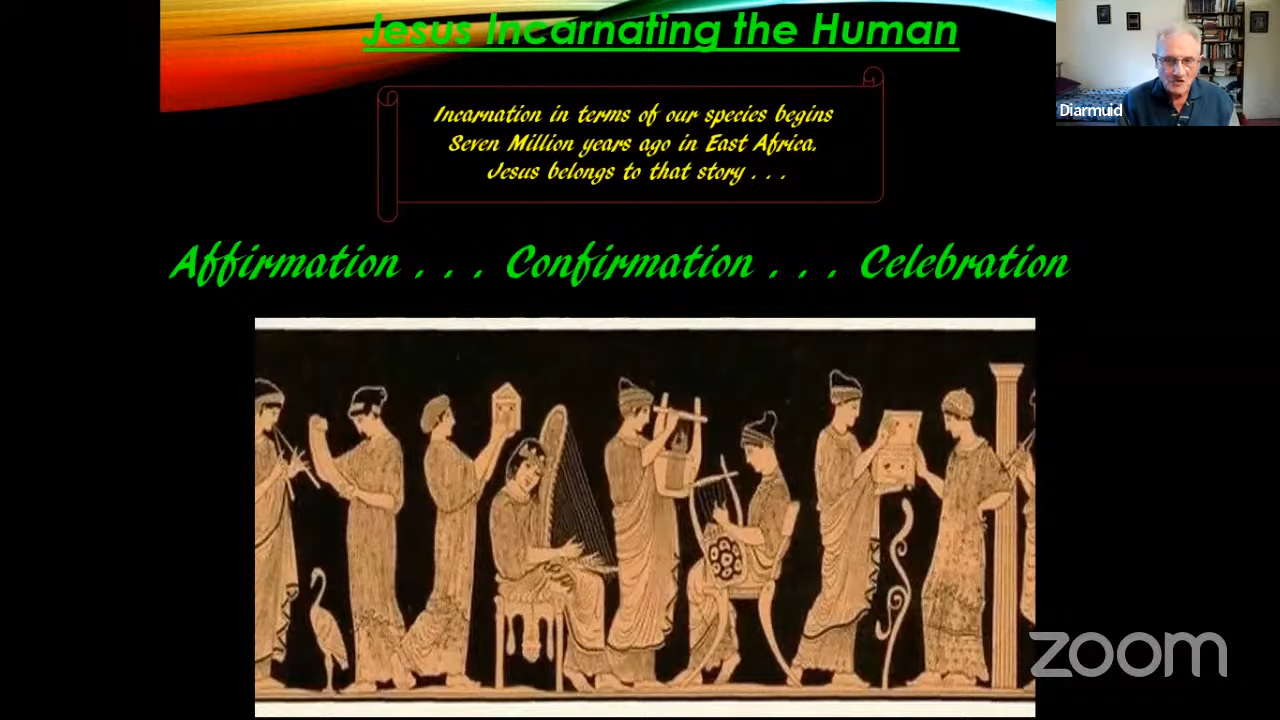 Jesus Incarnating the Human
Incarnation in terms of our species begins
Seven Million years ago in East Africa.
Jesus belongs to that story . . .
Affirmation . . . Confirmation . . . Celebration
Diarmuid
zoom